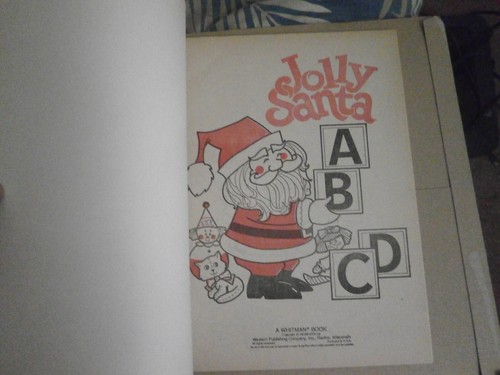 Jolly
Santa
A
B
C
D
A WHITMAN® BOOK
Western Publishing Company, Inc., Racine, Wisconsin